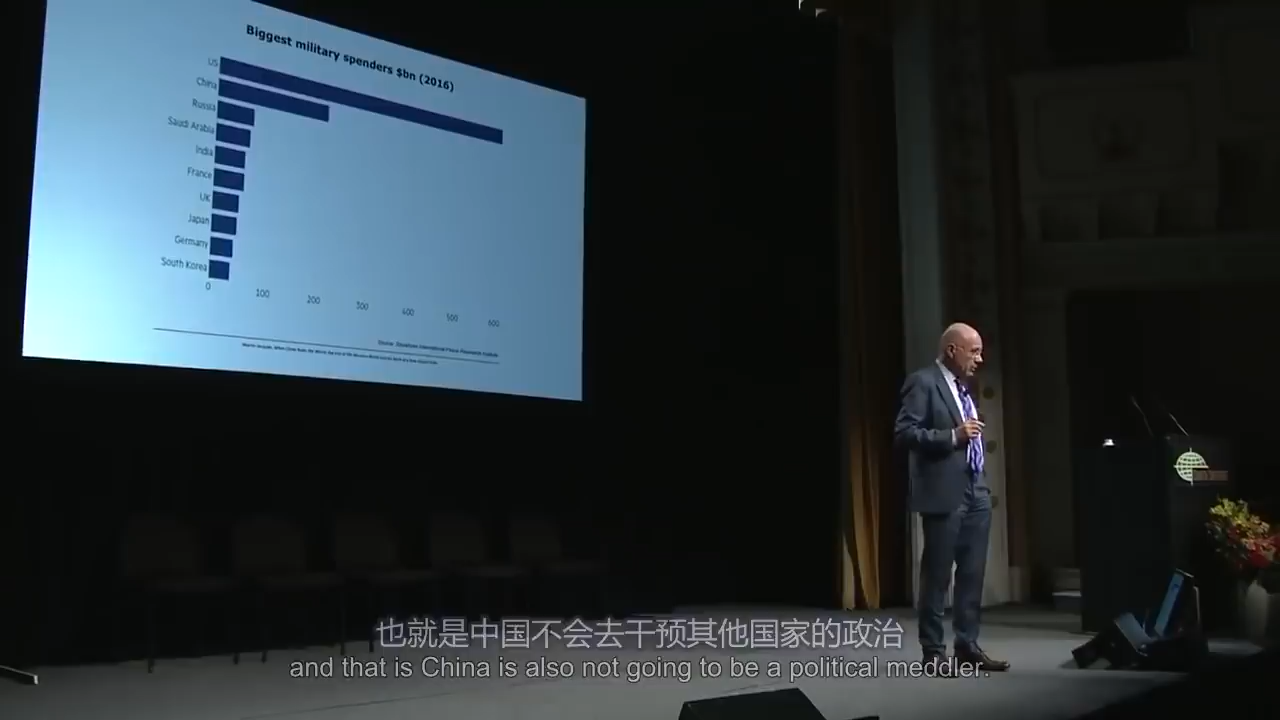 Biggest military spenders $bn (2016)
US
China
Russia
Saudi Arabia
India
France
UK
Japan
Germany
South Korea
0 100 200 300 400 500 600
也就是中国不会去干预其他国家的政治
and that is China is also not going to be a political meddler.